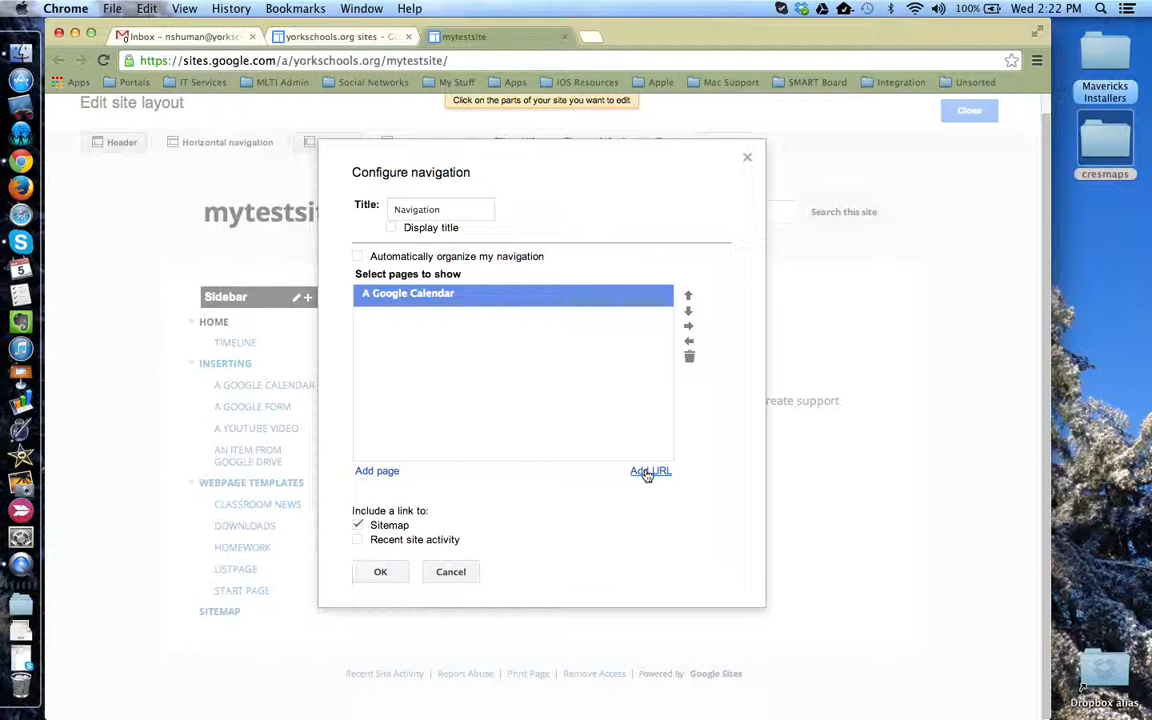 Chrome File Edit View History Bookmarks Window Help 100% Wed 2:22 PM
Inbox - nshuman@yorksc yorkschools.org sites - G mytestsite
https://sites.google.com/a/yorkschools.org/mytestsite/
Apps Portals IT Services MLTI Admin Social Networks My Stuff Apps iOS Resources Apple Mac Support SMART Board Integration Unsorted
Edit site layout
Click on the parts of your site you want to edit
Close
Header Horizontal navigation
Configure navigation
Title: Navigation
Display title
mytestsi
Search this site
Automatically organize my navigation
Select pages to show
A Google Calendar
Sidebar
HOME
TIMELINE
INSERTING
A GOOGLE CALENDAR
A GOOGLE FORM
A YOUTUBE VIDEO
AN ITEM FROM
GOOGLE DRIVE
WEBPAGE TEMPLATES
CLASSROOM NEWS
DOWNLOADS
HOMEWORK
LISTPAGE
START PAGE
SITEMAP
create support
Add page Add URL
Include a link to:
Sitemap
Recent site activity
OK Cancel
Recent Site Activity | Report Abuse | Print Page | Remove Access | Powered By Google Sites
Mavericks
Installers
cresmaps
Dropbox alias
5